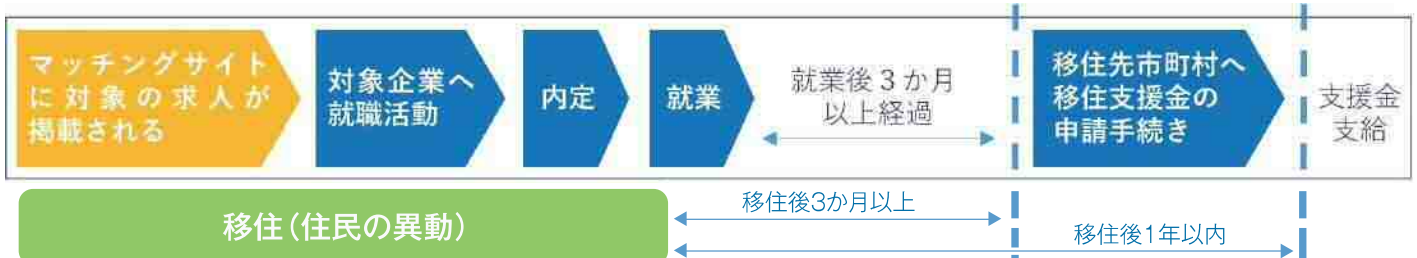 マッチングサイト
に対象の求人が
掲載される
対象企業へ
就職活動
内定
就業
就業後３か月
以上経過
移住先市町村へ
移住支援金の
申請手続き
支援金
支給
移住（住民の異動）
移住後3か月以上
移住後1年以内